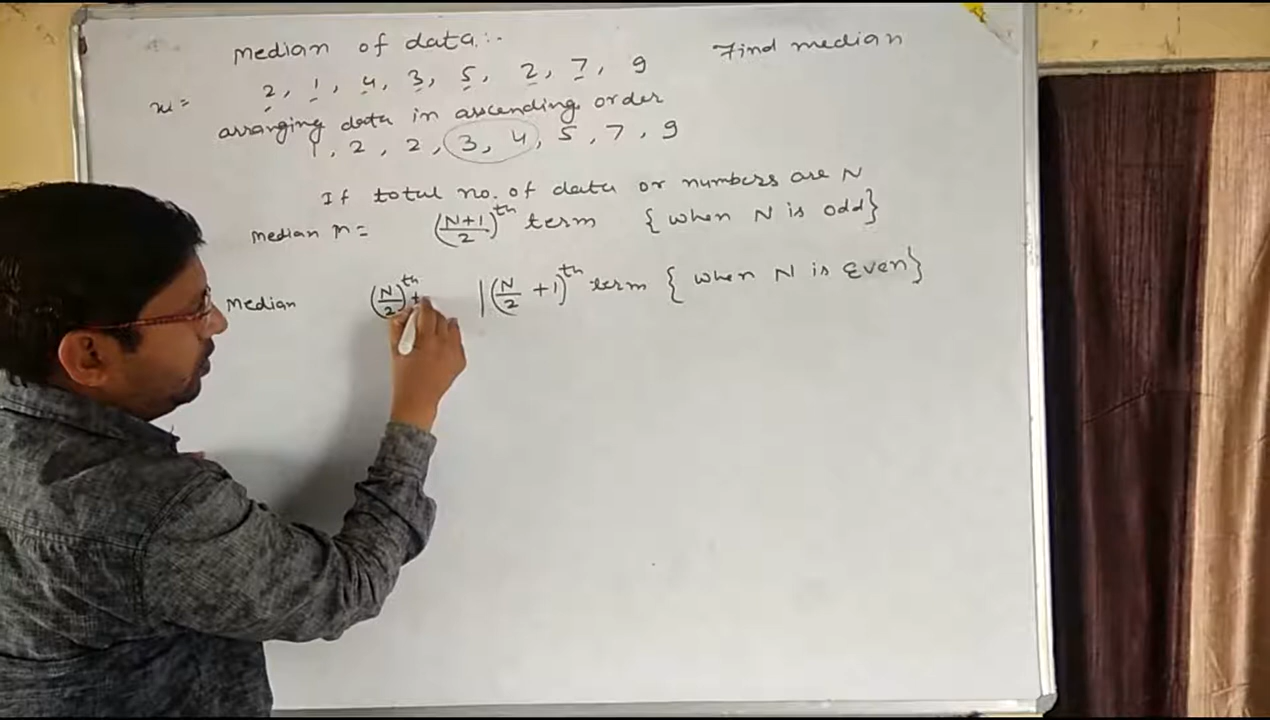 median of data :-
Find median
x = 2, 1, 4, 3, 5, 2, 7, 9
arranging data in ascending order
1, 2, 2, 3, 4, 5, 7, 9
If total no. of data or numbers are N
median M = (N+1/2)th term { when N is odd}
Median (N/2)th t |(N/2 +1)th term { when N is Even}